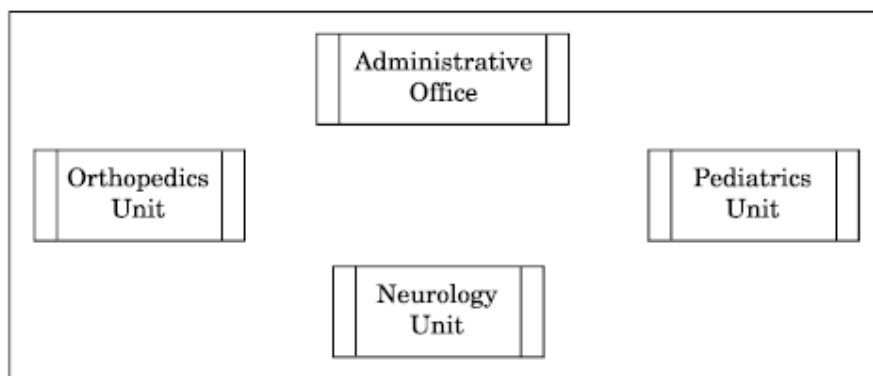 Administrative
Office
Orthopedics
Unit
Pediatrics
Unit
Neurology
Unit